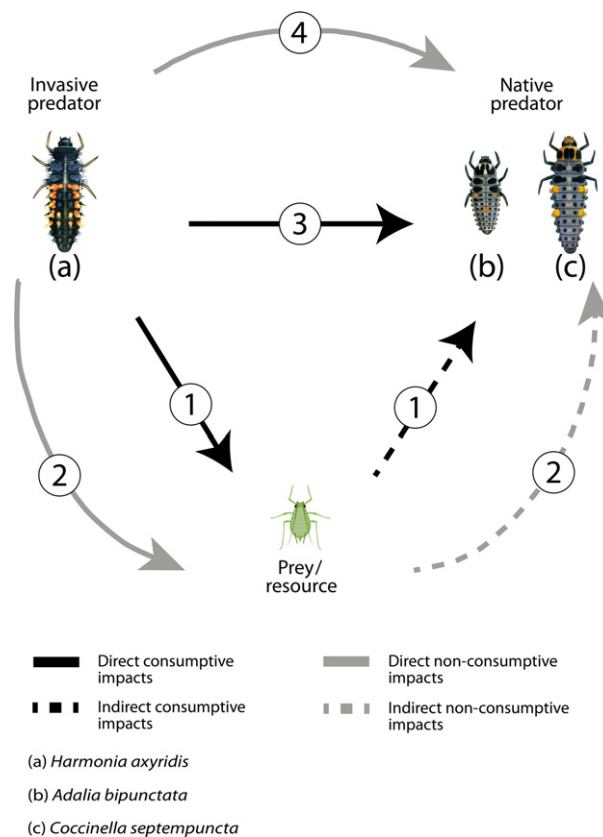 4
Invasive
predator
Native
predator
3
(a)
(b)
(c)
1
1
2
2
Prey/
resource
Direct consumptive
impacts
Direct non-consumptive
impacts
Indirect consumptive
impacts
Indirect non-consumptive
impacts
(a) Harmonia axyridis
(b) Adalia bipunctata
(c) Coccinella septempuncta